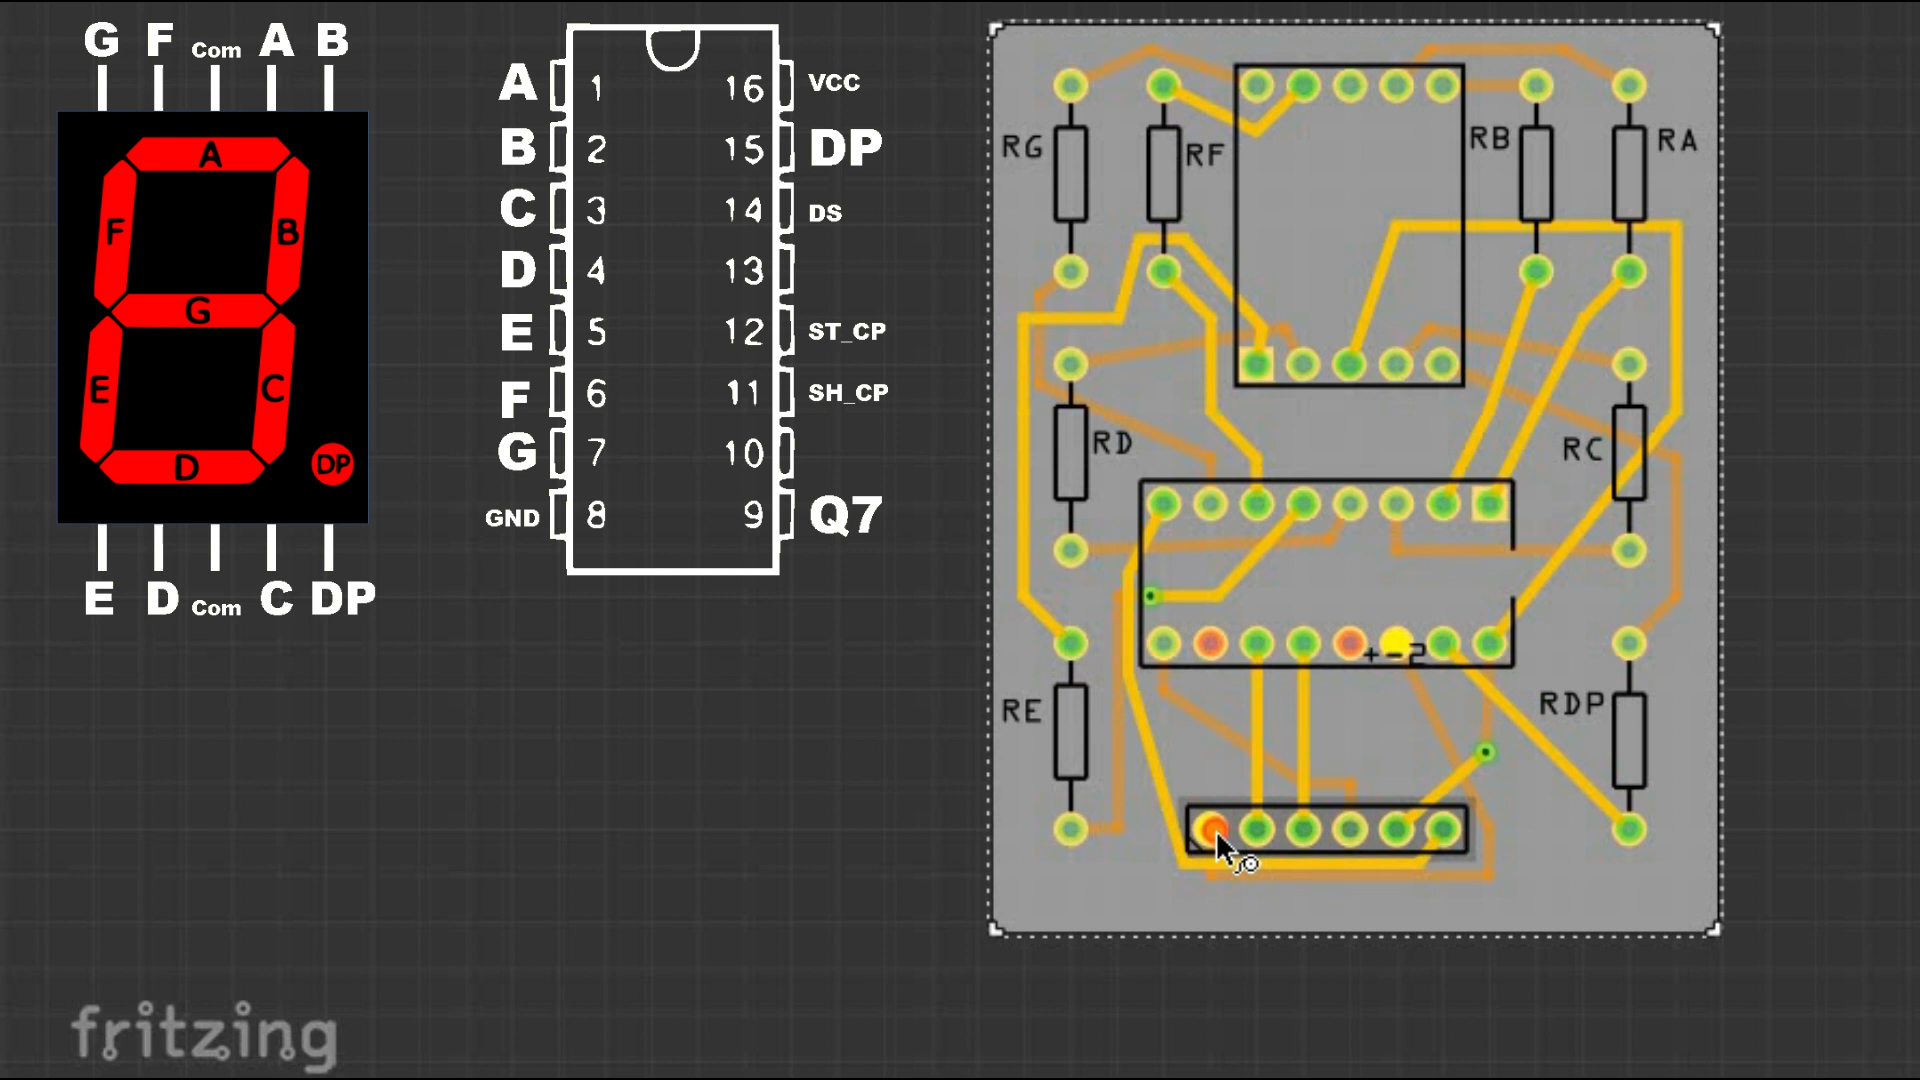 G F Com A B
A
F
B
G
E
C
D
DP
E D Com C DP
A 1 16 VCC
B 2 15 DP
C 3 14 DS
D 4 13
E 5 12 ST_CP
F 6 11 SH_CP
G 7 10
GND 8 9 Q7
RG RF RB RA
RD RC
+-2
RE RDP
fritzing